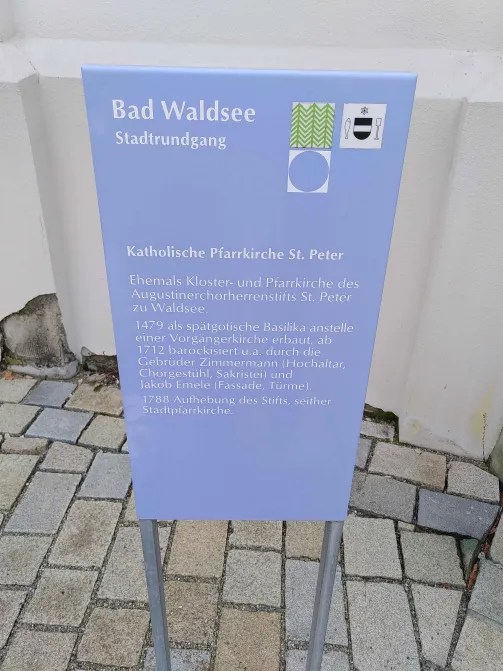 Bad Waldsee
Stadtrundgang
Katholische Pfarrkirche St. Peter
Ehemals Kloster- und Pfarrkirche des
Augustinerchorherrenstifts St. Peter
zu Waldsee.
1479 als spätgotische Basilika anstelle
einer Vorgängerkirche erbaut, ab
1712 barockisiert u.a. durch die
Gebrüder Zimmermann (Hochaltar,
Chorgestühl, Sakristei) und
Jakob Emele (Fassade, Türme).
1788 Aufhebung des Stifts, seither
Stadtpfarrkirche.